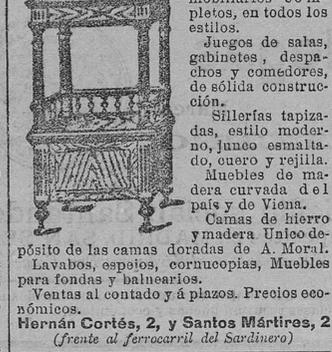 pletos, en todos los
estilos.
Juegos de salas,
gabinetes, despa-
chos y comedores,
de sólida construc-
ción.
Sillerías tapiza-
das, estilo moder-
no, junco esmalta-
do, cuero y rejilla.
Muebles de ma-
dera curvada del
país y de Viena.
Camas de hierro
y madera Unico de-
pósito de las camas doradas de A. Moral.
Lavabos, espejos, cornucopias, Muebles
para fondas y balnearios.
Ventas al contado y á plazos. Precios eco-
nómicos.
Hernán Cortés, 2, y Santos Mártires, 2
(frente al ferrocarril del Sardinero)